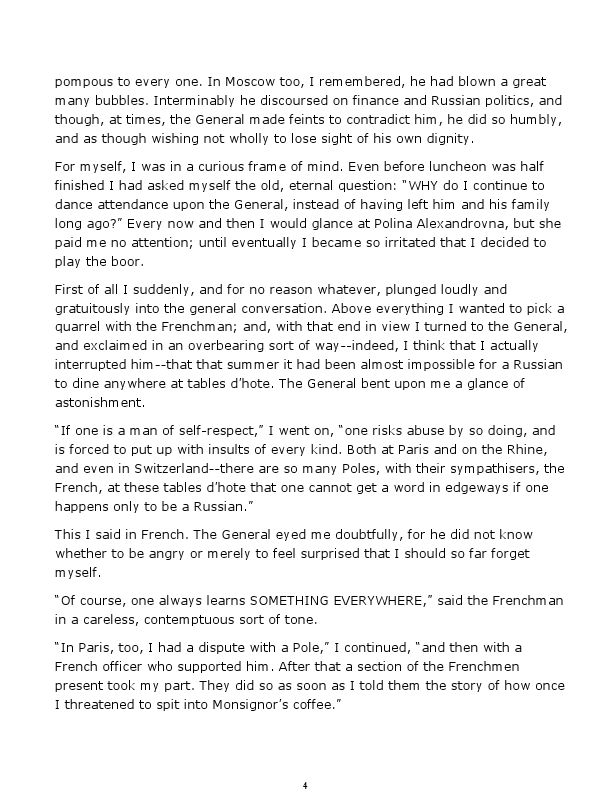 pompous to every one. In Moscow too, I remembered, he had blown a great
many bubbles. Interminably he discoursed on finance and Russian politics, and
though, at times, the General made feints to contradict him, he did so humbly,
and as though wishing not wholly to lose sight of his own dignity.
For myself, I was in a curious frame of mind. Even before luncheon was half
finished I had asked myself the old, eternal question: “WHY do I continue to
dance attendance upon the General, instead of having left him and his family
long ago?” Every now and then I would glance at Polina Alexandrovna, but she
paid me no attention; until eventually I became so irritated that I decided to
play the boor.
First of all I suddenly, and for no reason whatever, plunged loudly and
gratuitously into the general conversation. Above everything I wanted to pick a
quarrel with the Frenchman; and, with that end in view I turned to the General,
and exclaimed in an overbearing sort of way--indeed, I think that I actually
interrupted him--that that summer it had been almost impossible for a Russian
to dine anywhere at tables d’hote. The General bent upon me a glance of
astonishment.
“If one is a man of self-respect,” I went on, “one risks abuse by so doing, and
is forced to put up with insults of every kind. Both at Paris and on the Rhine,
and even in Switzerland--there are so many Poles, with their sympathisers, the
French, at these tables d’hote that one cannot get a word in edgeways if one
happens only to be a Russian.”
This I said in French. The General eyed me doubtfully, for he did not know
whether to be angry or merely to feel surprised that I should so far forget
myself.
“Of course, one always learns SOMETHING EVERYWHERE,” said the Frenchman
in a careless, contemptuous sort of tone.
“In Paris, too, I had a dispute with a Pole,” I continued, “and then with a
French officer who supported him. After that a section of the Frenchmen
present took my part. They did so as soon as I told them the story of how once
I threatened to spit into Monsignor’s coffee.”
4